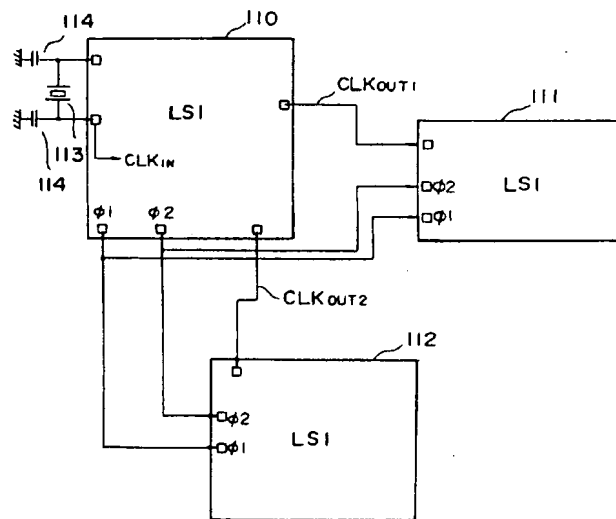 114
110
LSI
CLKOUT1
111
LSI
φ2
φ1
113
114
CLKIN
φ1
φ2
CLKOUT2
112
φ2
φ1
LSI